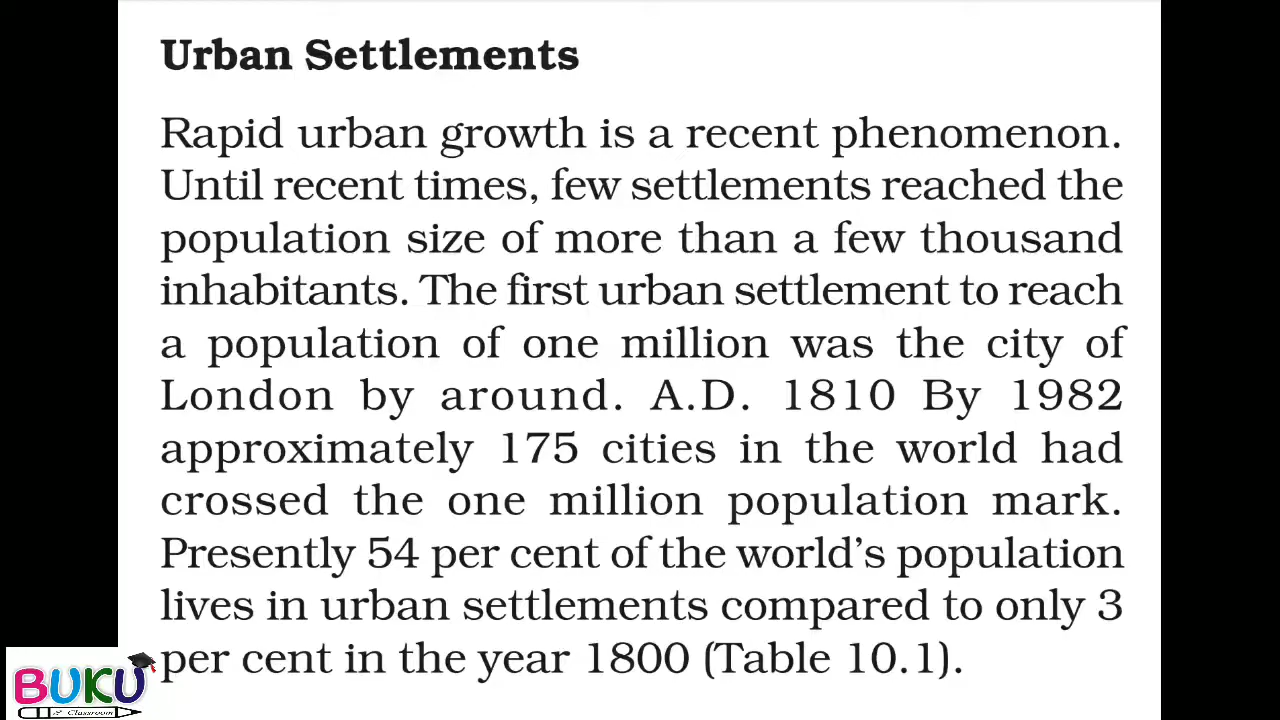 Urban Settlements
Rapid urban growth is a recent phenomenon.
Until recent times, few settlements reached the
population size of more than a few thousand
inhabitants. The first urban settlement to reach
a population of one million was the city of
London by around. A.D. 1810 By 1982
approximately 175 cities in the world had
crossed the one million population mark.
Presently 54 per cent of the world's population
lives in urban settlements compared to only 3
per cent in the year 1800 (Table 10.1).
BUKU
e Classroom